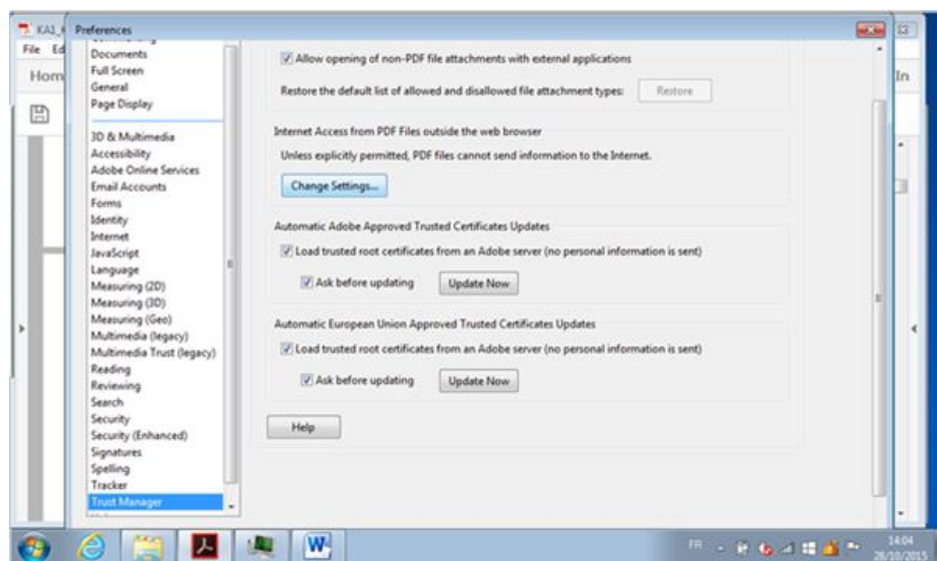 KA1_
Preferences
File Ed
Hom
In
Documents
Full Screen
General
Page Display
3D & Multimedia
Accessibility
Adobe Online Services
Email Accounts
Forms
Identity
Internet
JavaScript
Language
Measuring (2D)
Measuring (3D)
Measuring (Geo)
Multimedia (legacy)
Multimedia Trust (legacy)
Reading
Reviewing
Search
Security
Security (Enhanced)
Signatures
Spelling
Tracker
Trust Manager
Allow opening of non-PDF file attachments with external applications
Restore the default list of allowed and disallowed file attachment types: Restore
Internet Access from PDF Files outside the web browser
Unless explicitly permitted, PDF files cannot send information to the Internet.
Change Settings...
Automatic Adobe Approved Trusted Certificates Updates
Load trusted root certificates from an Adobe server (no personal information is sent)
Ask before updating Update Now
Automatic European Union Approved Trusted Certificates Updates
Load trusted root certificates from an Adobe server (no personal information is sent)
Ask before updating Update Now
Help
FR
14:04
28/10/2015